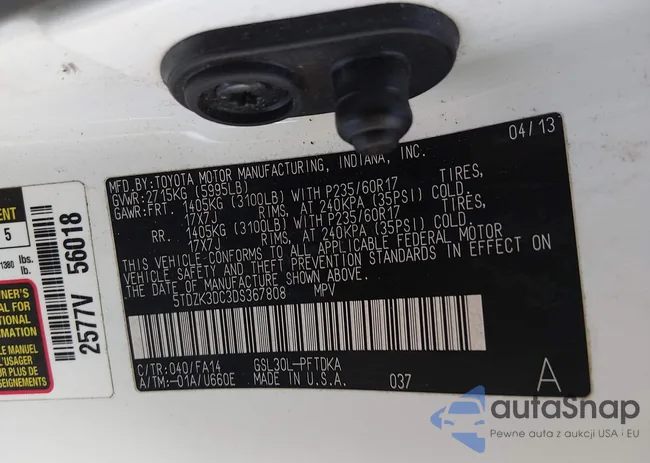 04/13
MFD.BY:TOYOTA MOTOR MANUFACTURING, INDIANA, INC.
GVWR:2715KG (5995LB)
GAWR:FRT. 1405KG (3100LB) WITH P235/60R17 TIRES,
17X7J RIMS, AT 240KPA (35PSI) COLD.
RR. 1405KG (3100LB) WITH P235/60R17 TIRES,
17X7J RIMS, AT 240KPA (35PSI) COLD.
THIS VEHICLE CONFORMS TO ALL APPLICABLE FEDERAL MOTOR
VEHICLE SAFETY AND THEFT PREVENTION STANDARDS IN EFFECT ON
THE DATE OF MANUFACTURE SHOWN ABOVE.
5TDZK3DC3DS367808 MPV
C/TR:040/FA14 GSL30L-PFTDKA
A/TM:-01A/U660E MADE IN U.S.A. 037 A
2577V 56018
5
1380 lbs.
lb.
autaSnap
Pewne auta z aukcji USA i EU